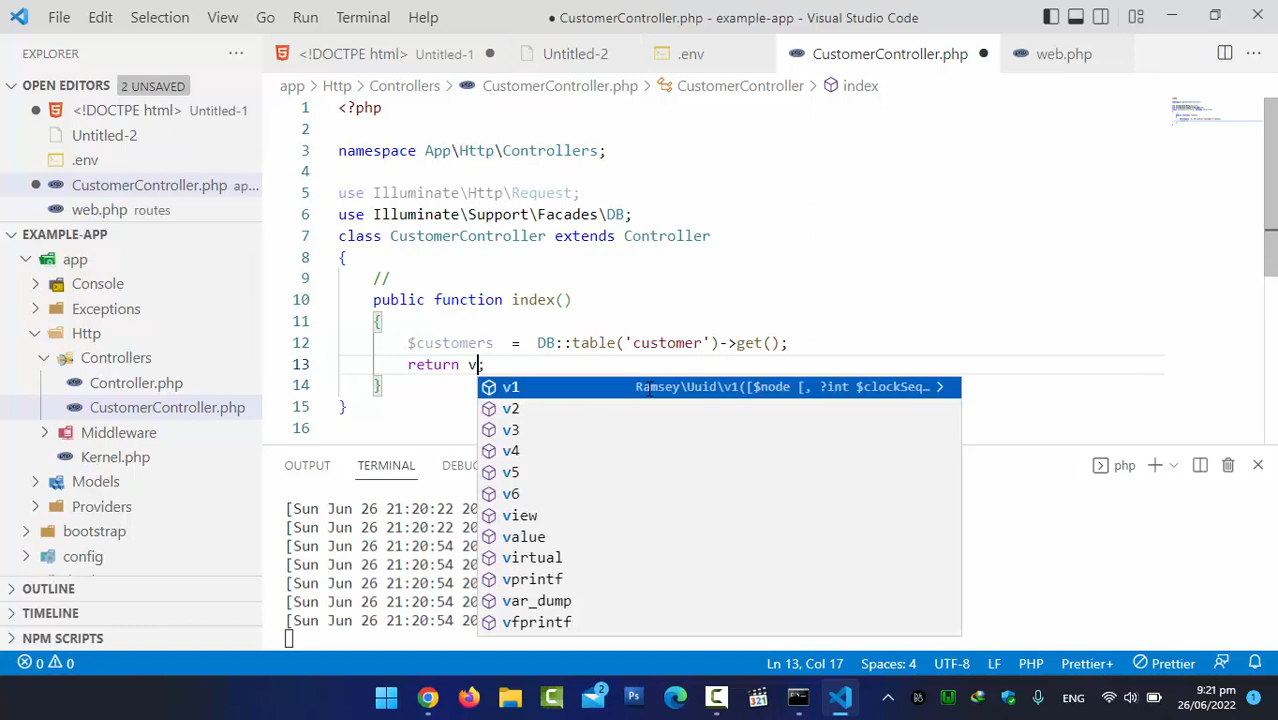 File Edit Selection View Go Run Terminal Help ● CustomerController.php - example-app - Visual Studio Code
EXPLORER
<!DOCTPE html> Untitled-1 Untitled-2 .env CustomerController.php web.php
OPEN EDITORS 2 UNSAVED
<!DOCTPE html> Untitled-1
Untitled-2
.env
CustomerController.php ap...
web.php routes
EXAMPLE-APP
app
Console
Exceptions
Http
Controllers
Controller.php
CustomerController.php
Middleware
Kernel.php
Models
Providers
bootstrap
config
OUTLINE
TIMELINE
NPM SCRIPTS
app > Http > Controllers > CustomerController.php > CustomerController > index
1 <?php
2
3 namespace App\Http\Controllers;
4
5 use Illuminate\Http\Request;
6 use Illuminate\Support\Facades\DB;
7 class CustomerController extends Controller
8 {
9 //
10 public function index()
11 {
12 $customers = DB::table('customer')->get();
13 return v;
14 }
15 }
16
v1 Ramsey\Uuid\v1([$node [, ?int $clockSeq...
v2
v3
v4
v5
v6
view
value
virtual
vprintf
var_dump
vfprintf
OUTPUT TERMINAL DEBU php
[Sun Jun 26 21:20:22 20
[Sun Jun 26 21:20:22 20
[Sun Jun 26 21:20:54 20
[Sun Jun 26 21:20:54 20
[Sun Jun 26 21:20:54 20
[Sun Jun 26 21:20:54 20
[Sun Jun 26 21:20:54 20
0 0 Ln 13, Col 17 Spaces: 4 UTF-8 LF PHP Prettier+ Prettier
2 Ps 321 ENG 9:21 pm 1
26/06/2022